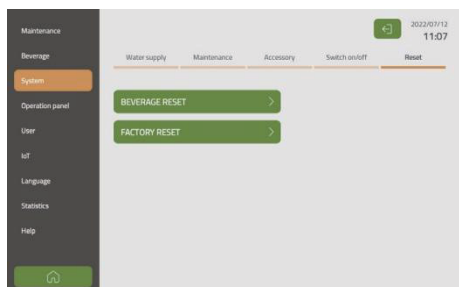 Maintenance
Beverage
System
Operation panel
User
IoT
Language
Statistics
Help
2022/07/12
11:07
Water supply Maintenance Accessory Switch on/off Reset
BEVERAGE RESET
FACTORY RESET